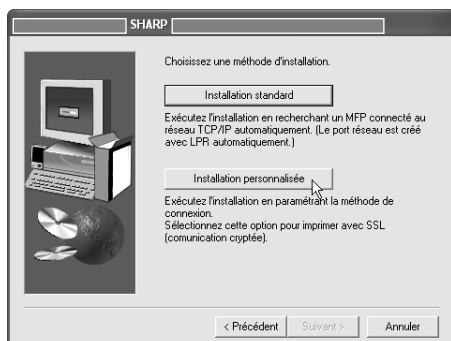 SHARP
Choisissez une méthode d'installation.
Installation standard
Exécutez l'installation en recherchant un MFP connecté au
réseau TCP/IP automatiquement. (Le port réseau est créé
avec LPR automatiquement.)
Installation personnalisée
Exécutez l'installation en paramétrant la méthode de
connexion.
Sélectionnez cette option pour imprimer avec SSL
(comunication cryptée).
< Précédent
Suivant >
Annuler